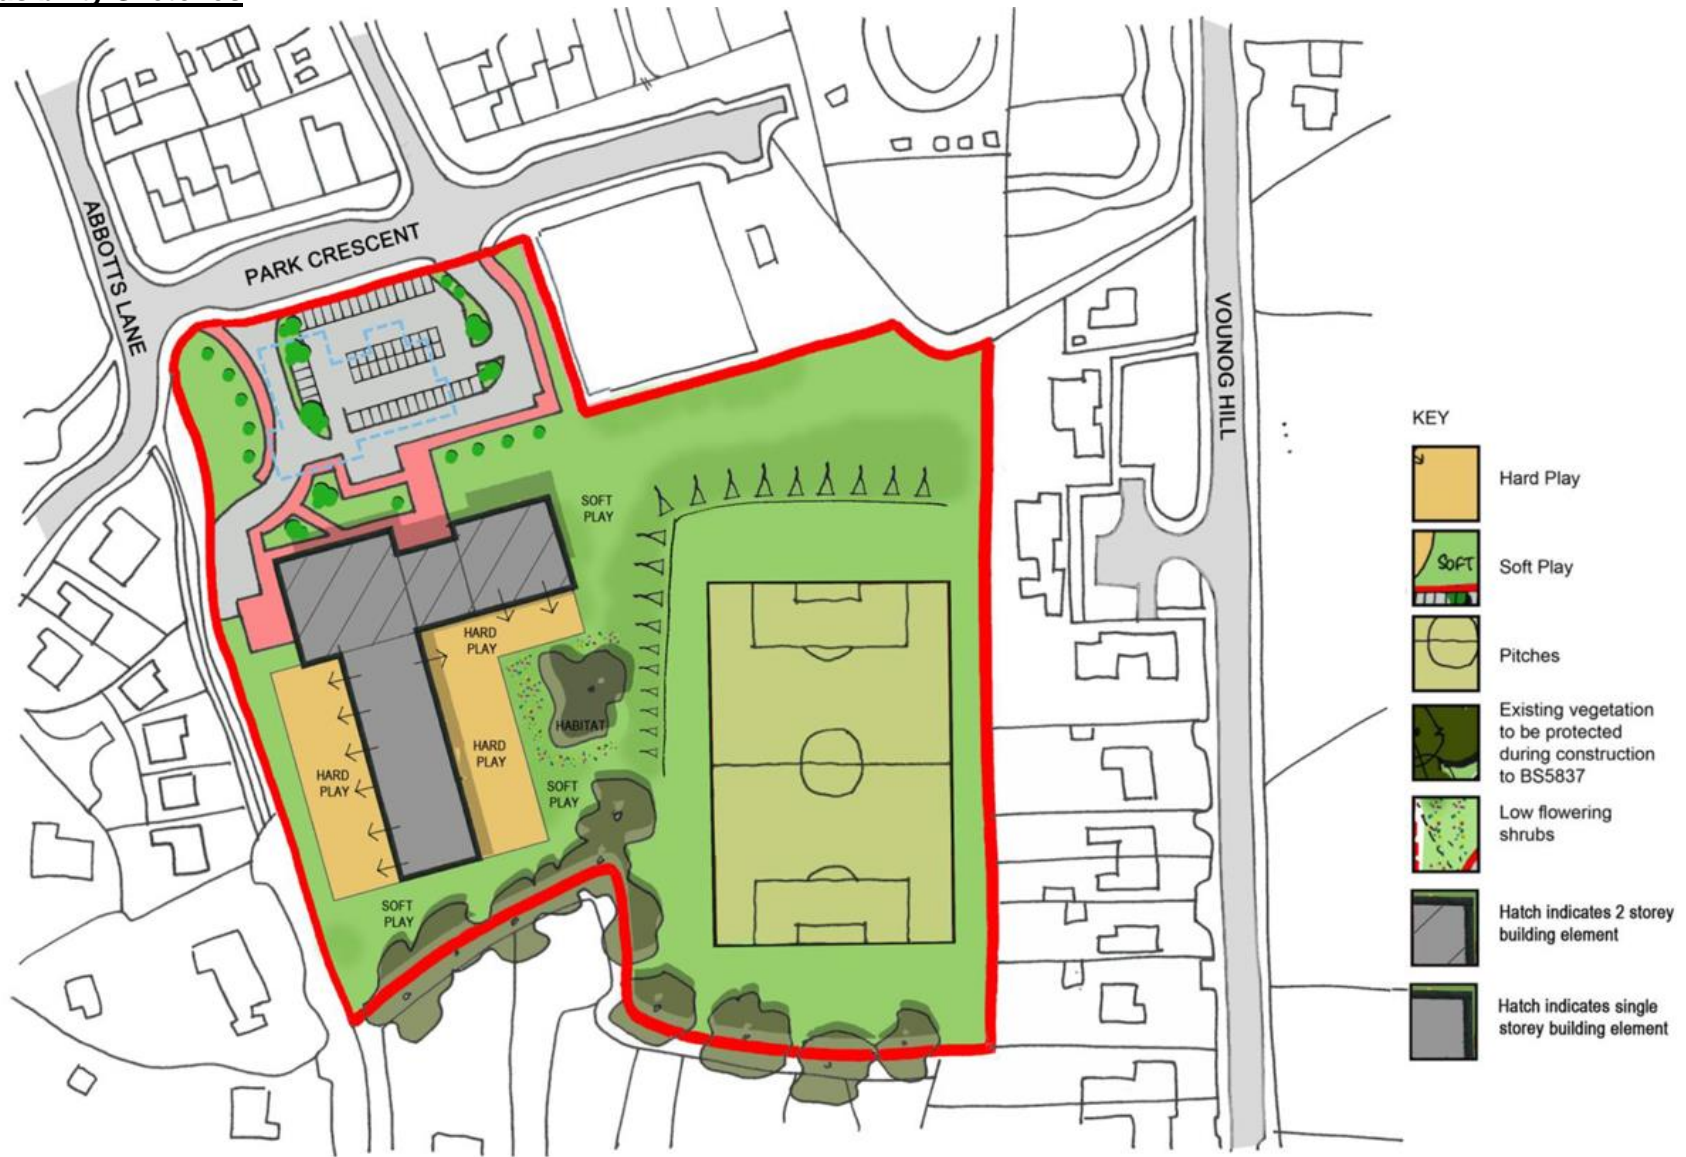 ABBOTTS LANE
PARK CRESCENT
VOUNOG HILL
SOFT
PLAY
HARD
PLAY
HABITAT
HARD
PLAY
HARD
PLAY
SOFT
PLAY
SOFT
PLAY
KEY
Hard Play
SOFT
Soft Play
Pitches
Existing vegetation
to be protected
during construction
to BS5837
Low flowering
shrubs
Hatch indicates 2 storey
building element
Hatch indicates single
storey building element